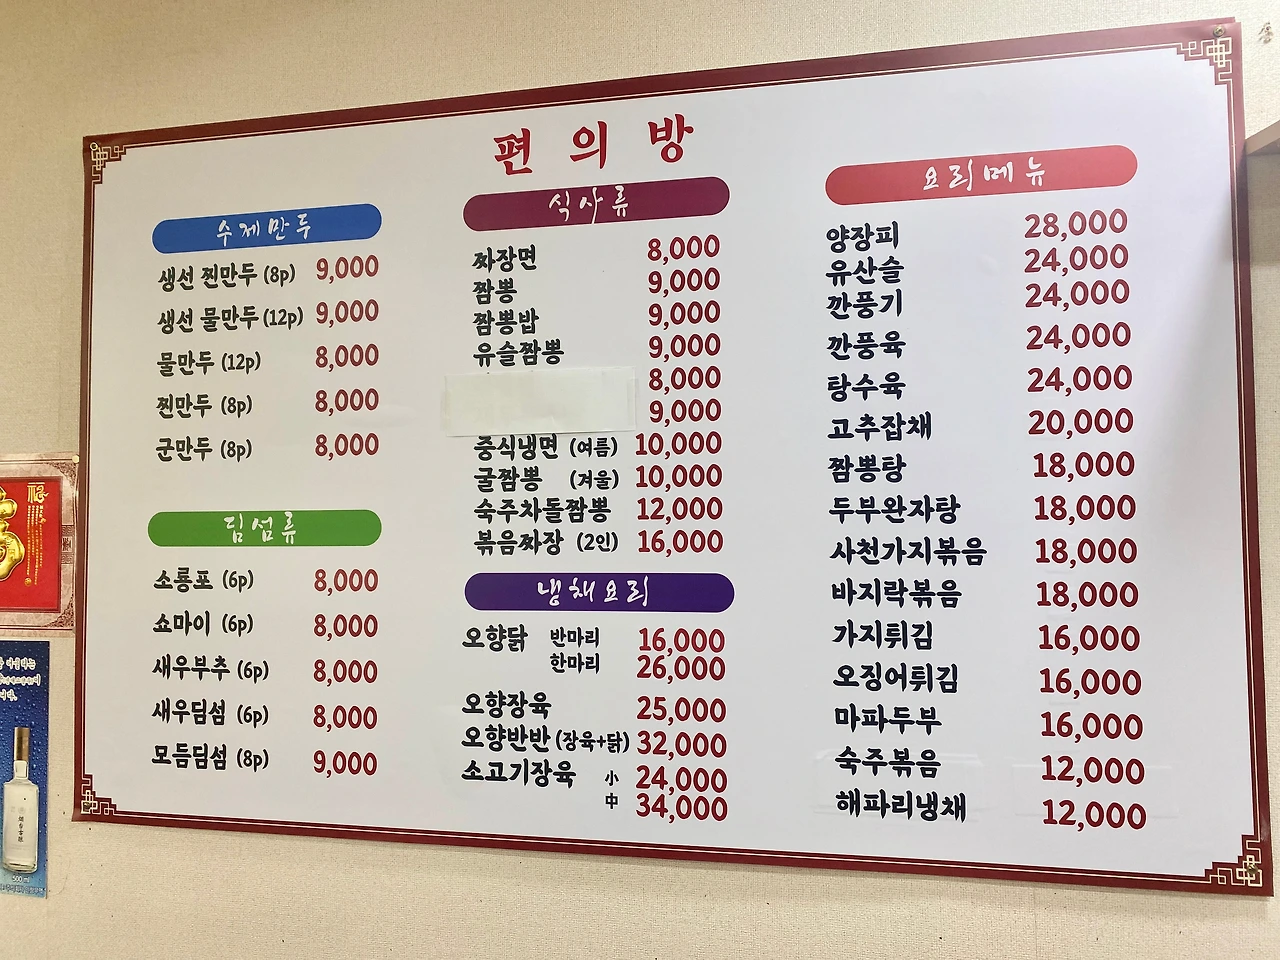 편의방
수제만두
생선 찐만두 (8p) 9,000
생선 물만두 (12p) 9,000
물만두 (12p) 8,000
찐만두 (8p) 8,000
군만두 (8p) 8,000
딤섬류
소룡포 (6p) 8,000
쇼마이 (6p) 8,000
새우부추 (6p) 8,000
새우딤섬 (6p) 8,000
모듬딤섬 (8p) 9,000
식사류
짜장면 8,000
짬뽕 9,000
짬뽕밥 9,000
유슬짬뽕 9,000
8,000
9,000
중식냉면 (여름) 10,000
굴짬뽕 (겨울) 10,000
숙주차돌짬뽕 12,000
볶음짜장 (2인) 16,000
냉채요리
오향닭 반마리 16,000
한마리 26,000
오향장육 25,000
오향반반 (장육+닭) 32,000
소고기장육 小 24,000
中 34,000
요리메뉴
양장피 28,000
유산슬 24,000
깐풍기 24,000
깐풍육 24,000
탕수육 24,000
고추잡채 20,000
짬뽕탕 18,000
두부완자탕 18,000
사천가지볶음 18,000
바지락볶음 18,000
가지튀김 16,000
오징어튀김 16,000
마파두부 16,000
숙주볶음 12,000
해파리냉채 12,000
500 ml